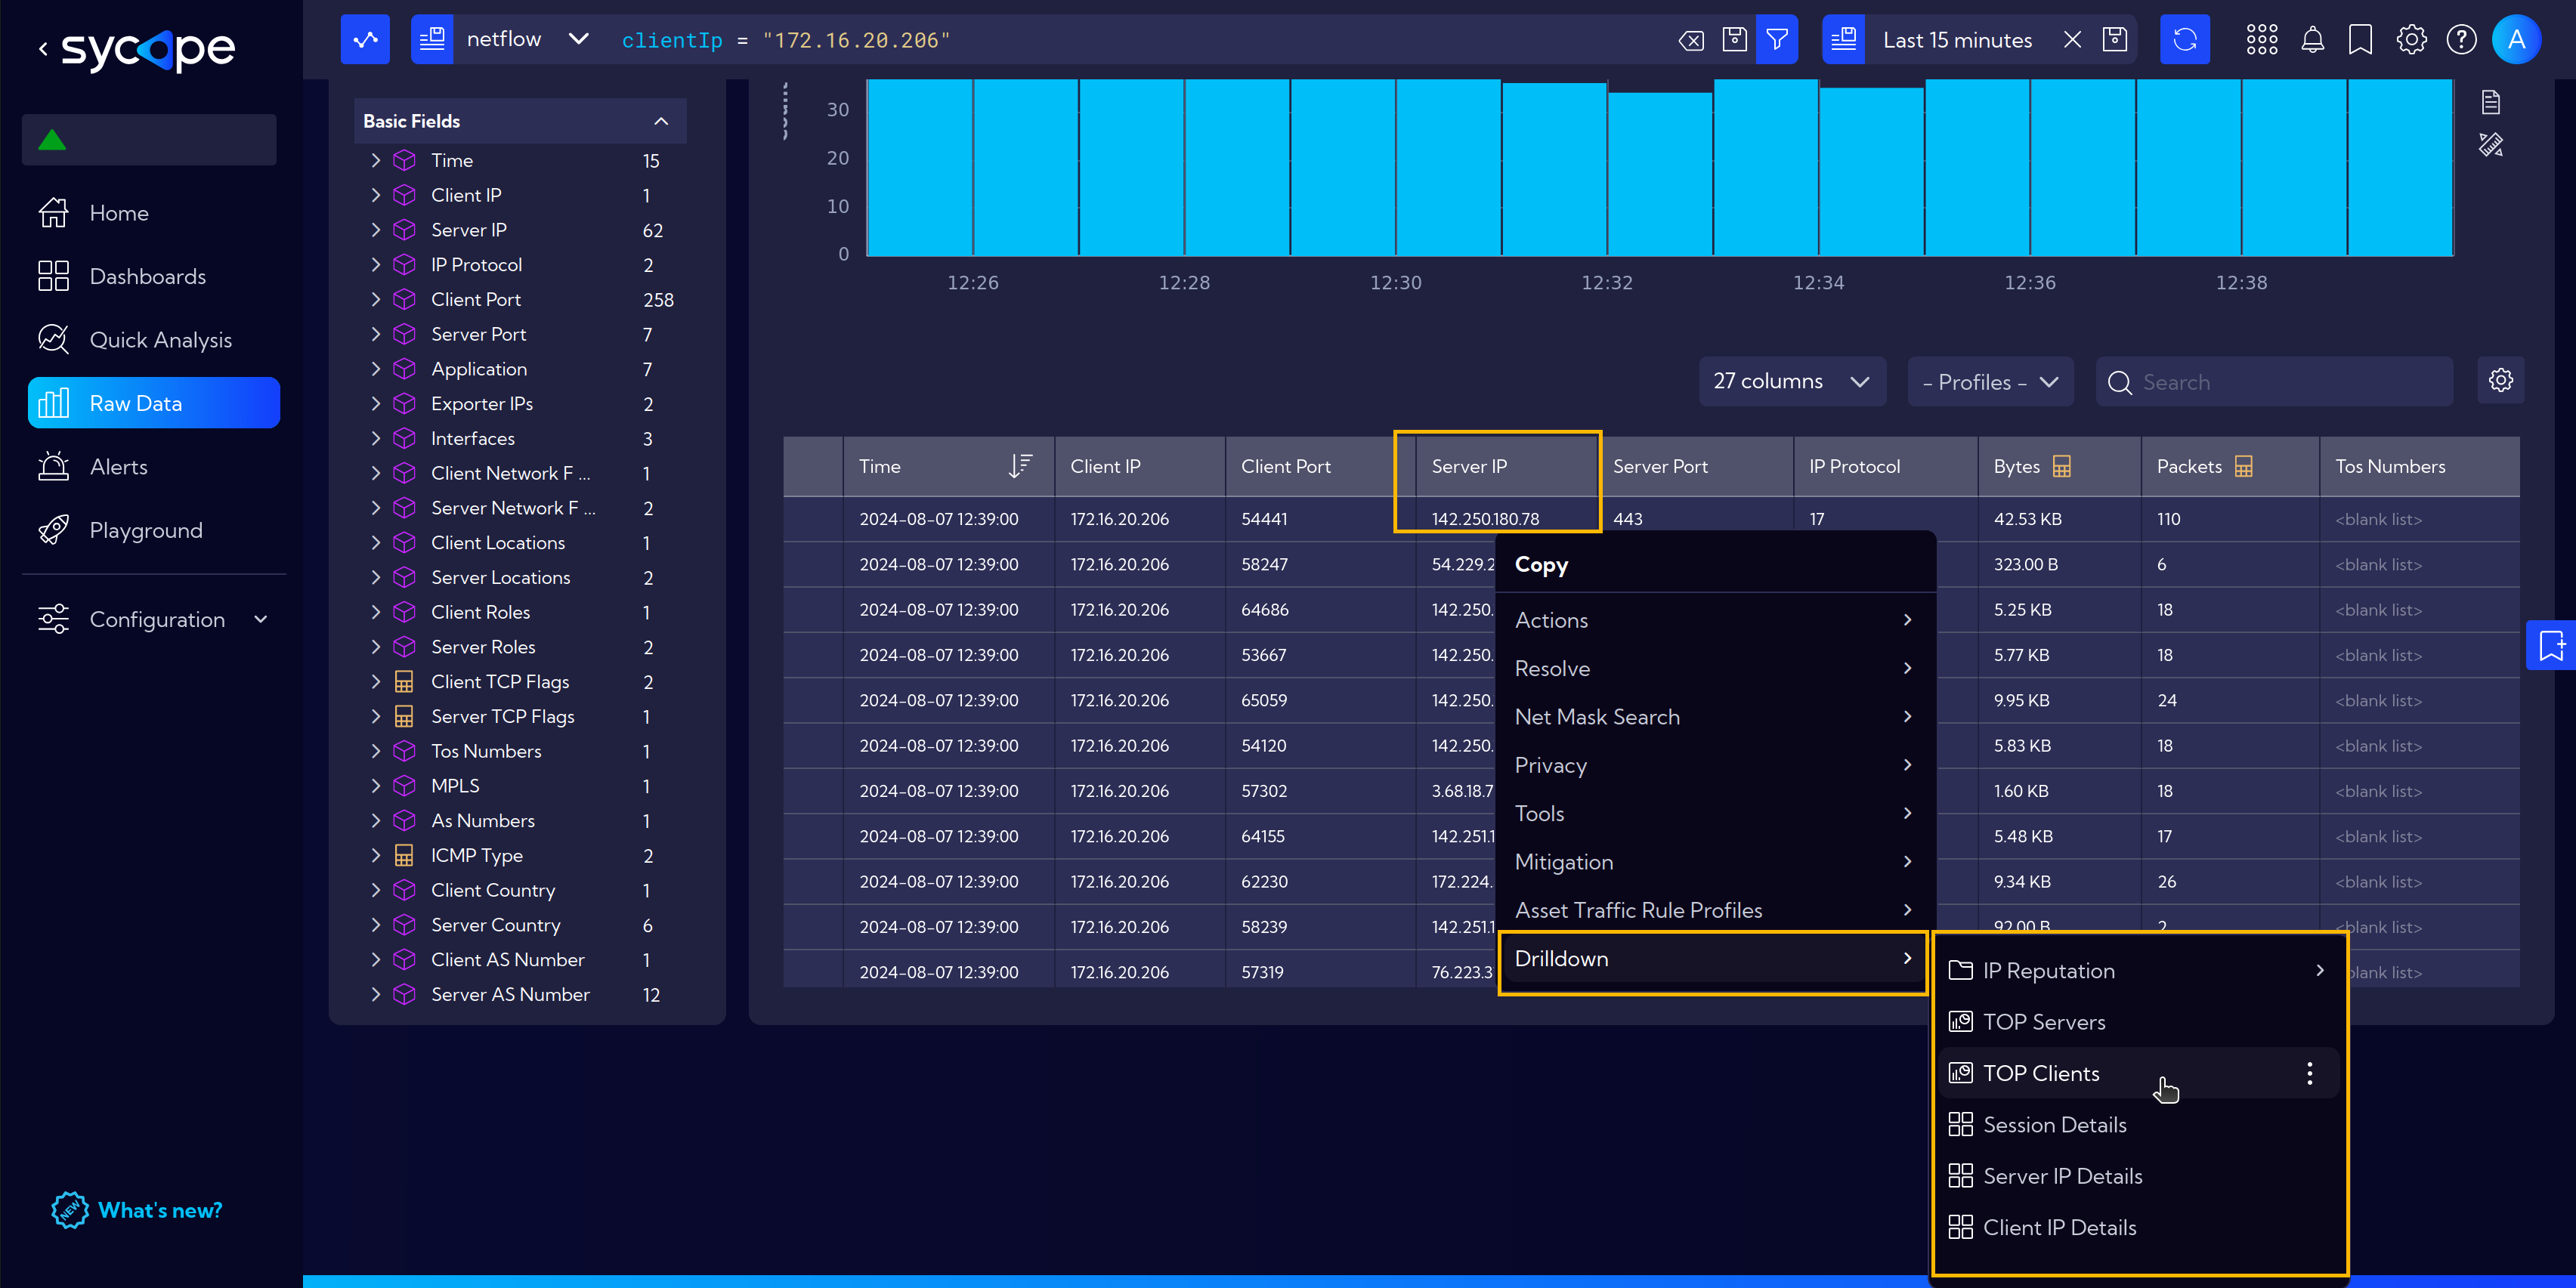 sycope
netflow
clientIp = "172.16.20.206"
Last 15 minutes
A
Home
Dashboards
Quick Analysis
Raw Data
Alerts
Playground
Configuration
NEW
What's new?
Basic Fields
Time 15
Client IP 1
Server IP 62
IP Protocol 2
Client Port 258
Server Port 7
Application 7
Exporter IPs 2
Interfaces 3
Client Network F ... 1
Server Network F ... 2
Client Locations 1
Server Locations 2
Client Roles 1
Server Roles 2
Client TCP Flags 2
Server TCP Flags 1
Tos Numbers 1
MPLS 1
As Numbers 1
ICMP Type 2
Client Country 1
Server Country 6
Client AS Number 1
Server AS Number 12
30
20
10
0
12:26 12:28 12:30 12:32 12:34 12:36 12:38
27 columns
- Profiles -
Search
Time Client IP Client Port Server IP Server Port IP Protocol Bytes Packets Tos Numbers
2024-08-07 12:39:00 172.16.20.206 54441 142.250.180.78 443 17 42.53 KB 110 <blank list>
2024-08-07 12:39:00 172.16.20.206 58247 54.229.2 323.00 B 6 <blank list>
2024-08-07 12:39:00 172.16.20.206 64686 142.250. 5.25 KB 18 <blank list>
2024-08-07 12:39:00 172.16.20.206 53667 142.250. 5.77 KB 18 <blank list>
2024-08-07 12:39:00 172.16.20.206 65059 142.250. 9.95 KB 24 <blank list>
2024-08-07 12:39:00 172.16.20.206 54120 142.250. 5.83 KB 18 <blank list>
2024-08-07 12:39:00 172.16.20.206 57302 3.68.18.7 1.60 KB 18 <blank list>
2024-08-07 12:39:00 172.16.20.206 64155 142.251.1 5.48 KB 17 <blank list>
2024-08-07 12:39:00 172.16.20.206 62230 172.224. 9.34 KB 26 <blank list>
2024-08-07 12:39:00 172.16.20.206 58239 142.251.1 92.00 B 2 <blank list>
2024-08-07 12:39:00 172.16.20.206 57319 76.223.3 blank list>
Copy
Actions
Resolve
Net Mask Search
Privacy
Tools
Mitigation
Asset Traffic Rule Profiles
Drilldown
IP Reputation
TOP Servers
TOP Clients
Session Details
Server IP Details
Client IP Details